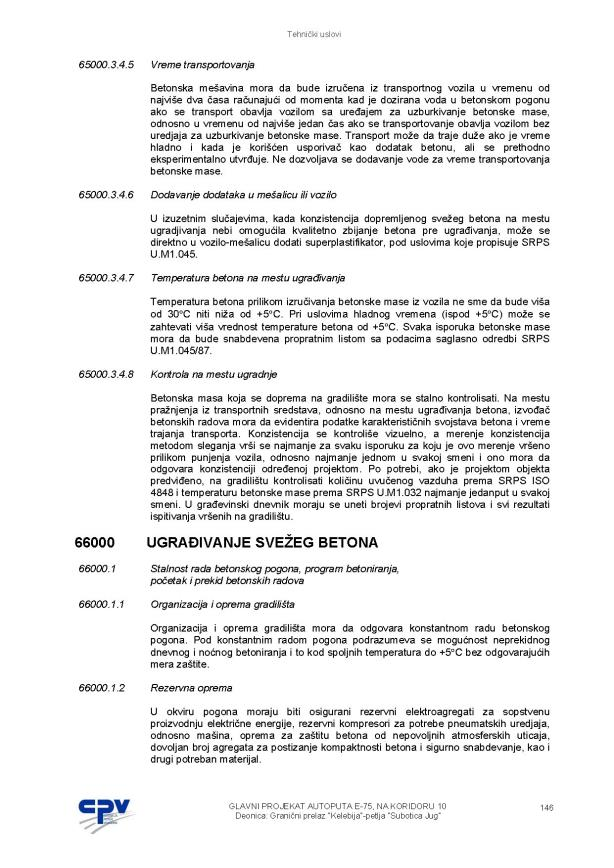 Tehnički uslovi
65000.3.4.5 Vreme transportovanja
Betonska mešavina mora da bude izručena iz transportnog vozila u vremenu od
najviše dva časa računajući od momenta kad je dozirana voda u betonskom pogonu
ako se transport obavlja vozilom sa uređajem za uzburkivanje betonske mase,
odnosno u vremenu od najviše jedan čas ako se transportovanje obavlja vozilom bez
uredjaja za uzburkivanje betonske mase. Transport može da traje duže ako je vreme
hladno i kada je korišćen usporivač kao dodatak betonu, ali se prethodno
eksperimentalno utvrđuje. Ne dozvoljava se dodavanje vode za vreme transportovanja
betonske mase.
65000.3.4.6 Dodavanje dodataka u mešalicu ili vozilo
U izuzetnim slučajevima, kada konzistencija dopremljenog svežeg betona na mestu
ugradjivanja nebi omogućila kvalitetno zbijanje betona pre ugrađivanja, može se
direktno u vozilo-mešalicu dodati superplastifikator, pod uslovima koje propisuje SRPS
U.M1.045.
65000.3.4.7 Temperatura betona na mestu ugrađivanja
Temperatura betona prilikom izručivanja betonske mase iz vozila ne sme da bude viša
od 30°C niti niža od +5°C. Pri uslovima hladnog vremena (ispod +5°C) može se
zahtevati viša vrednost temperature betona od +5°C. Svaka isporuka betonske mase
mora da bude snabdevena propratnim listom sa podacima saglasno odredbi SRPS
U.M1.045/87.
65000.3.4.8 Kontrola na mestu ugradnje
Betonska masa koja se doprema na gradilište mora se stalno kontrolisati. Na mestu
pražnjenja iz transportnih sredstava, odnosno na mestu ugrađivanja betona, izvođač
betonskih radova mora da evidentira podatke karakterističnih svojstava betona i vreme
trajanja transporta. Konzistencija se kontroliše vizuelno, a merenje konzistencija
metodom sleganja vrši se najmanje za svaku isporuku za koju je ovo merenje vršeno
prilikom punjenja vozila, odnosno najmanje jednom u svakoj smeni i ono mora da
odgovara konzistenciji određenoj projektom. Po potrebi, ako je projektom objekta
predviđeno, na gradilištu kontrolisati količinu uvučenog vazduha prema SRPS ISO
4848 i temperaturu betonske mase prema SRPS U.M1.032 najmanje jedanput u svakoj
smeni. U građevinski dnevnik moraju se uneti brojevi propratnih listova i svi rezultati
ispitivanja vršenih na gradilištu.
66000 UGRAĐIVANJE SVEŽEG BETONA
66000.1 Stalnost rada betonskog pogona, program betoniranja,
početak i prekid betonskih radova
66000.1.1 Organizacija i oprema gradilišta
Organizacija i oprema gradilišta mora da odgovara konstantnom radu betonskog
pogona. Pod konstantnim radom pogona podrazumeva se mogućnost neprekidnog
dnevnog i noćnog betoniranja i to kod spoljnih temperatura do +5°C bez odgovarajućih
mera zaštite.
66000.1.2 Rezervna oprema
U okviru pogona moraju biti osigurani rezervni elektroagregati za sopstvenu
proizvodnju električne energije, rezervni kompresori za potrebe pneumatskih uredjaja,
odnosno mašina, oprema za zaštitu betona od nepovoljnih atmosferskih uticaja,
dovoljan broj agregata za postizanje kompaktnosti betona i sigurno snabdevanje, kao i
drugi potreban materijal.
CPV
GLAVNI PROJEKAT AUTOPUTA E-75, NA KORIDORU 10 146
Deonica: Granični prelaz "Kelebija"-petlja "Subotica Jug"